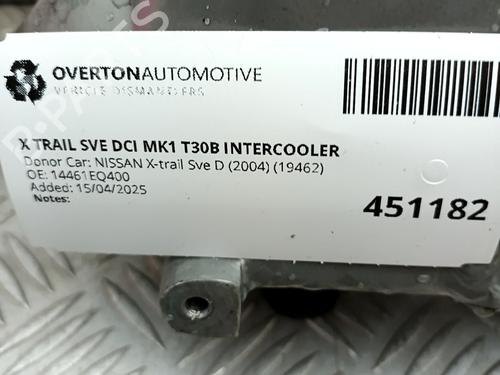 OVERTONAUTOMOTIVE
VEHICLE DISMANTLERS
X TRAIL SVE DCI MK1 T30B INTERCOOLER
Donor Car: NISSAN X-trail Sve D (2004) (19462)
OE: 14461EQ400
Added: 15/04/2025
Notes:
451182